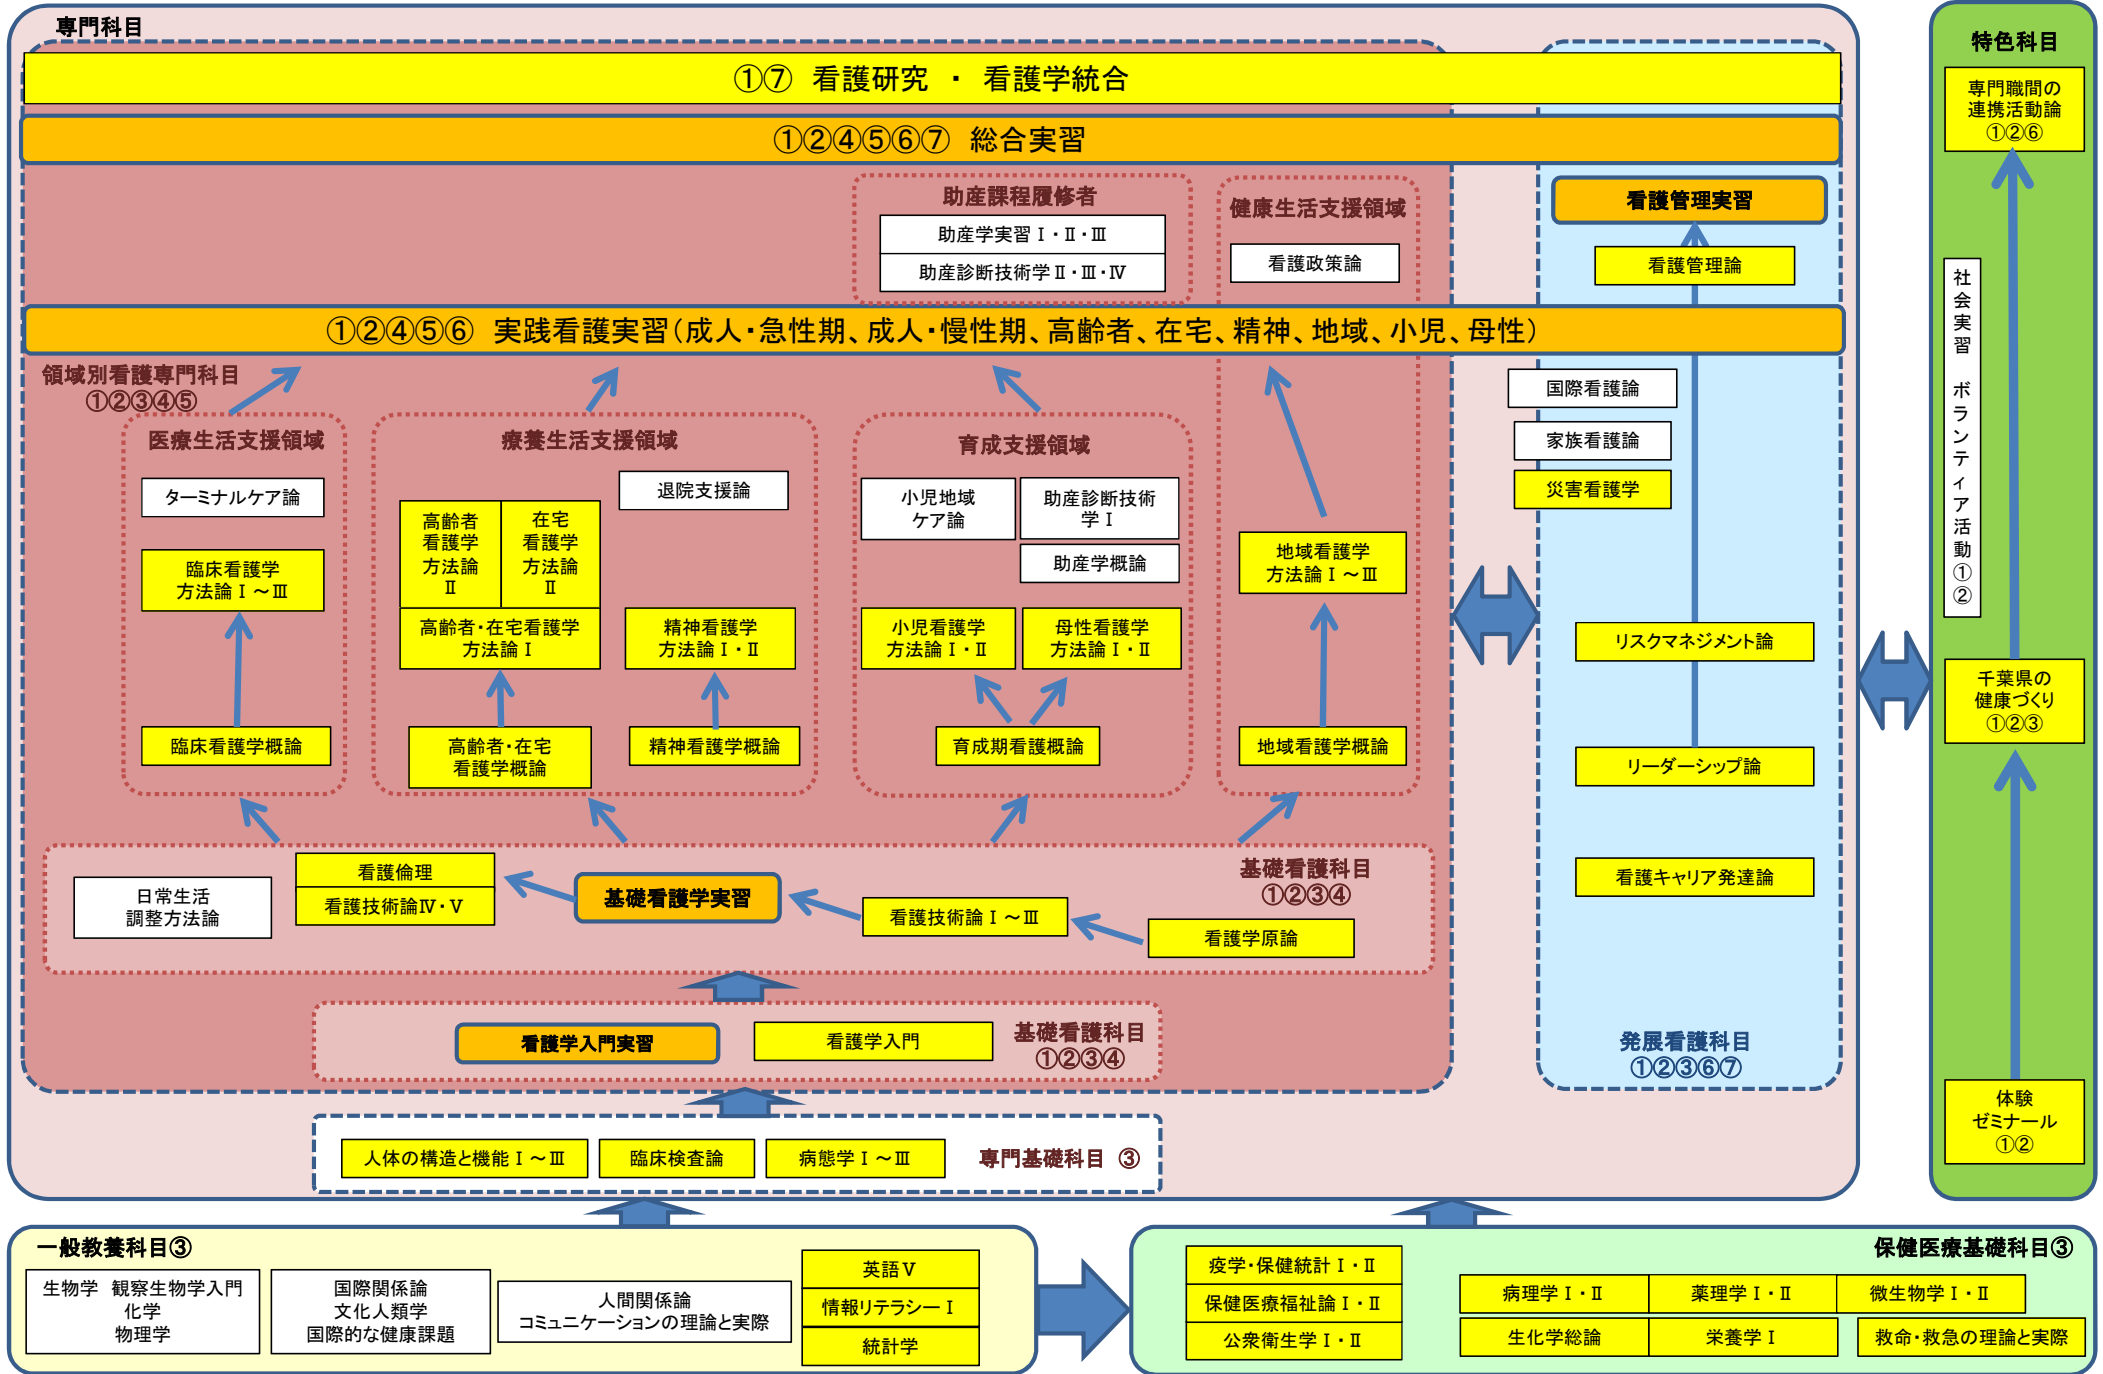 専門科目
①⑦ 看護研究 ・ 看護学統合
①②④⑤⑥⑦ 総合実習
助産課程履修者
助産学実習Ⅰ・Ⅱ・Ⅲ
助産診断技術学Ⅱ・Ⅲ・Ⅳ
健康生活支援領域
看護政策論
看護管理実習
看護管理論
①②④⑤⑥ 実践看護実習(成人・急性期、成人・慢性期、高齢者、在宅、精神、地域、小児、母性)
領域別看護専門科目
①②③④⑤
医療生活支援領域
ターミナルケア論
臨床看護学
方法論Ⅰ~Ⅲ
臨床看護学概論
療養生活支援領域
退院支援論
高齢者
看護学
方法論
Ⅱ
在宅
看護学
方法論
Ⅱ
高齢者・在宅看護学
方法論Ⅰ
精神看護学
方法論Ⅰ・Ⅱ
高齢者・在宅
看護学概論
精神看護学概論
育成支援領域
小児地域
ケア論
助産診断技術
学Ⅰ
助産学概論
小児看護学
方法論Ⅰ・Ⅱ
母性看護学
方法論Ⅰ・Ⅱ
育成期看護概論
地域看護学
方法論Ⅰ~Ⅲ
地域看護学概論
国際看護論
家族看護論
災害看護学
リスクマネジメント論
リーダーシップ論
看護キャリア発達論
発展看護科目
①②③⑥⑦
日常生活
調整方法論
看護倫理
看護技術論Ⅳ・Ⅴ
基礎看護学実習
看護技術論Ⅰ~Ⅲ
看護学原論
基礎看護科目
①②③④
看護学入門実習
看護学入門
基礎看護科目
①②③④
人体の構造と機能Ⅰ~Ⅲ
臨床検査論
病態学Ⅰ~Ⅲ
専門基礎科目 ③
特色科目
専門職間の
連携活動論
①②⑥
社会実習 ボランティア活動①②
千葉県の
健康づくり
①②③
体験
ゼミナール
①②
一般教養科目③
生物学 観察生物学入門
化学
物理学
国際関係論
文化人類学
国際的な健康課題
人間関係論
コミュニケーションの理論と実際
英語Ⅴ
情報リテラシーⅠ
統計学
保健医療基礎科目③
疫学・保健統計Ⅰ・Ⅱ
保健医療福祉論Ⅰ・Ⅱ
公衆衛生学Ⅰ・Ⅱ
病理学Ⅰ・Ⅱ
薬理学Ⅰ・Ⅱ
微生物学Ⅰ・Ⅱ
生化学総論
栄養学Ⅰ
救命・救急の理論と実際